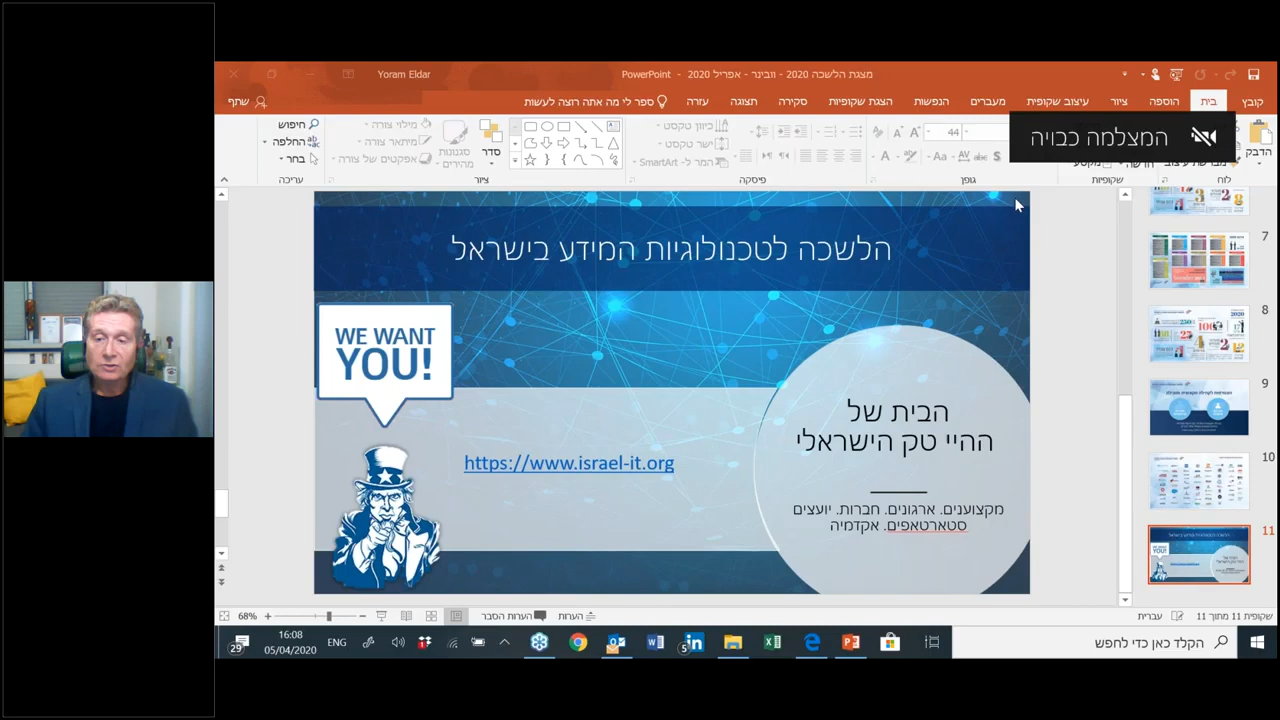 Yoram Eldar
מצגת הלשכה 2020 - וובינר - אפריל 2020 - PowerPoint
קובץ
בית
הוספה
ציור
עיצוב שקופית
מעברים
הנפשות
הצגת שקופיות
סקירה
תצוגה
עזרה
ספר לי מה אתה רוצה לעשות
שתף
המצלמה כבויה
הדבק
44
כיוון טקסט
ישר טקסט
המר ל- SmartArt
סדר
סגנונות
מהירים
מילוי צורה
מיתאר צורה
אפקטים של צורה
חיפוש
החלפה
בחר
לוח
שקופיות
גופן
פיסקה
ציור
עריכה
הלשכה לטכנולוגיות המידע בישראל
WE WANT
YOU!
הבית של
ההיי טק הישראלי
https://www.israel-it.org
מקצוענים. ארגונים. חברות. יועצים
סטארטאפים. אקדמיה
7
8
9
10
11
שקופית 11 מתוך 11
עברית
הערות
הערות הסבר
68%
הקלד כאן כדי לחפש
ENG
16:08
05/04/2020
29
5